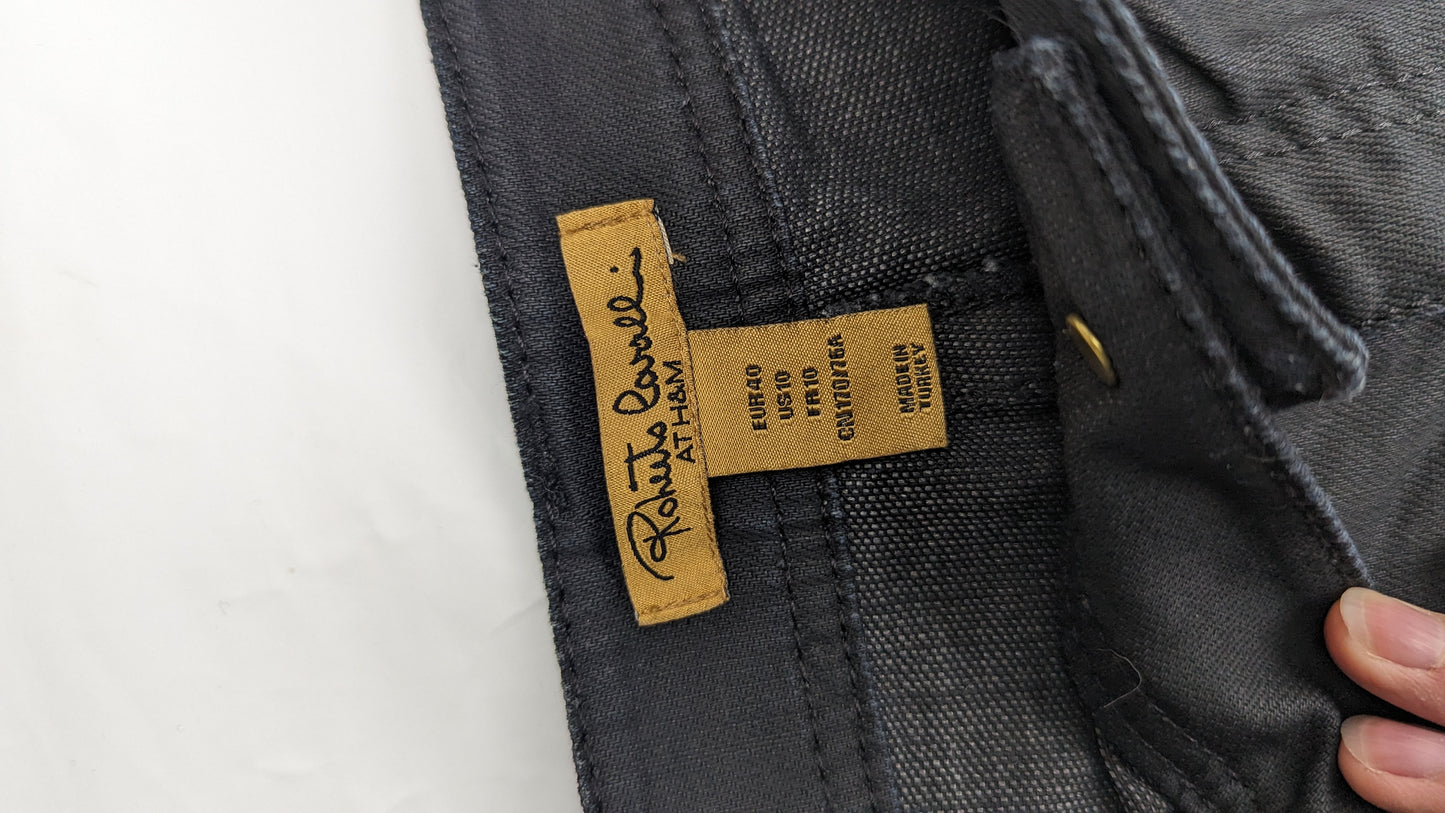 Roberto Cavalli
AT H&M
EUR 40
US 10
FR 10
CN 170/76A
MADE IN
TURKEY